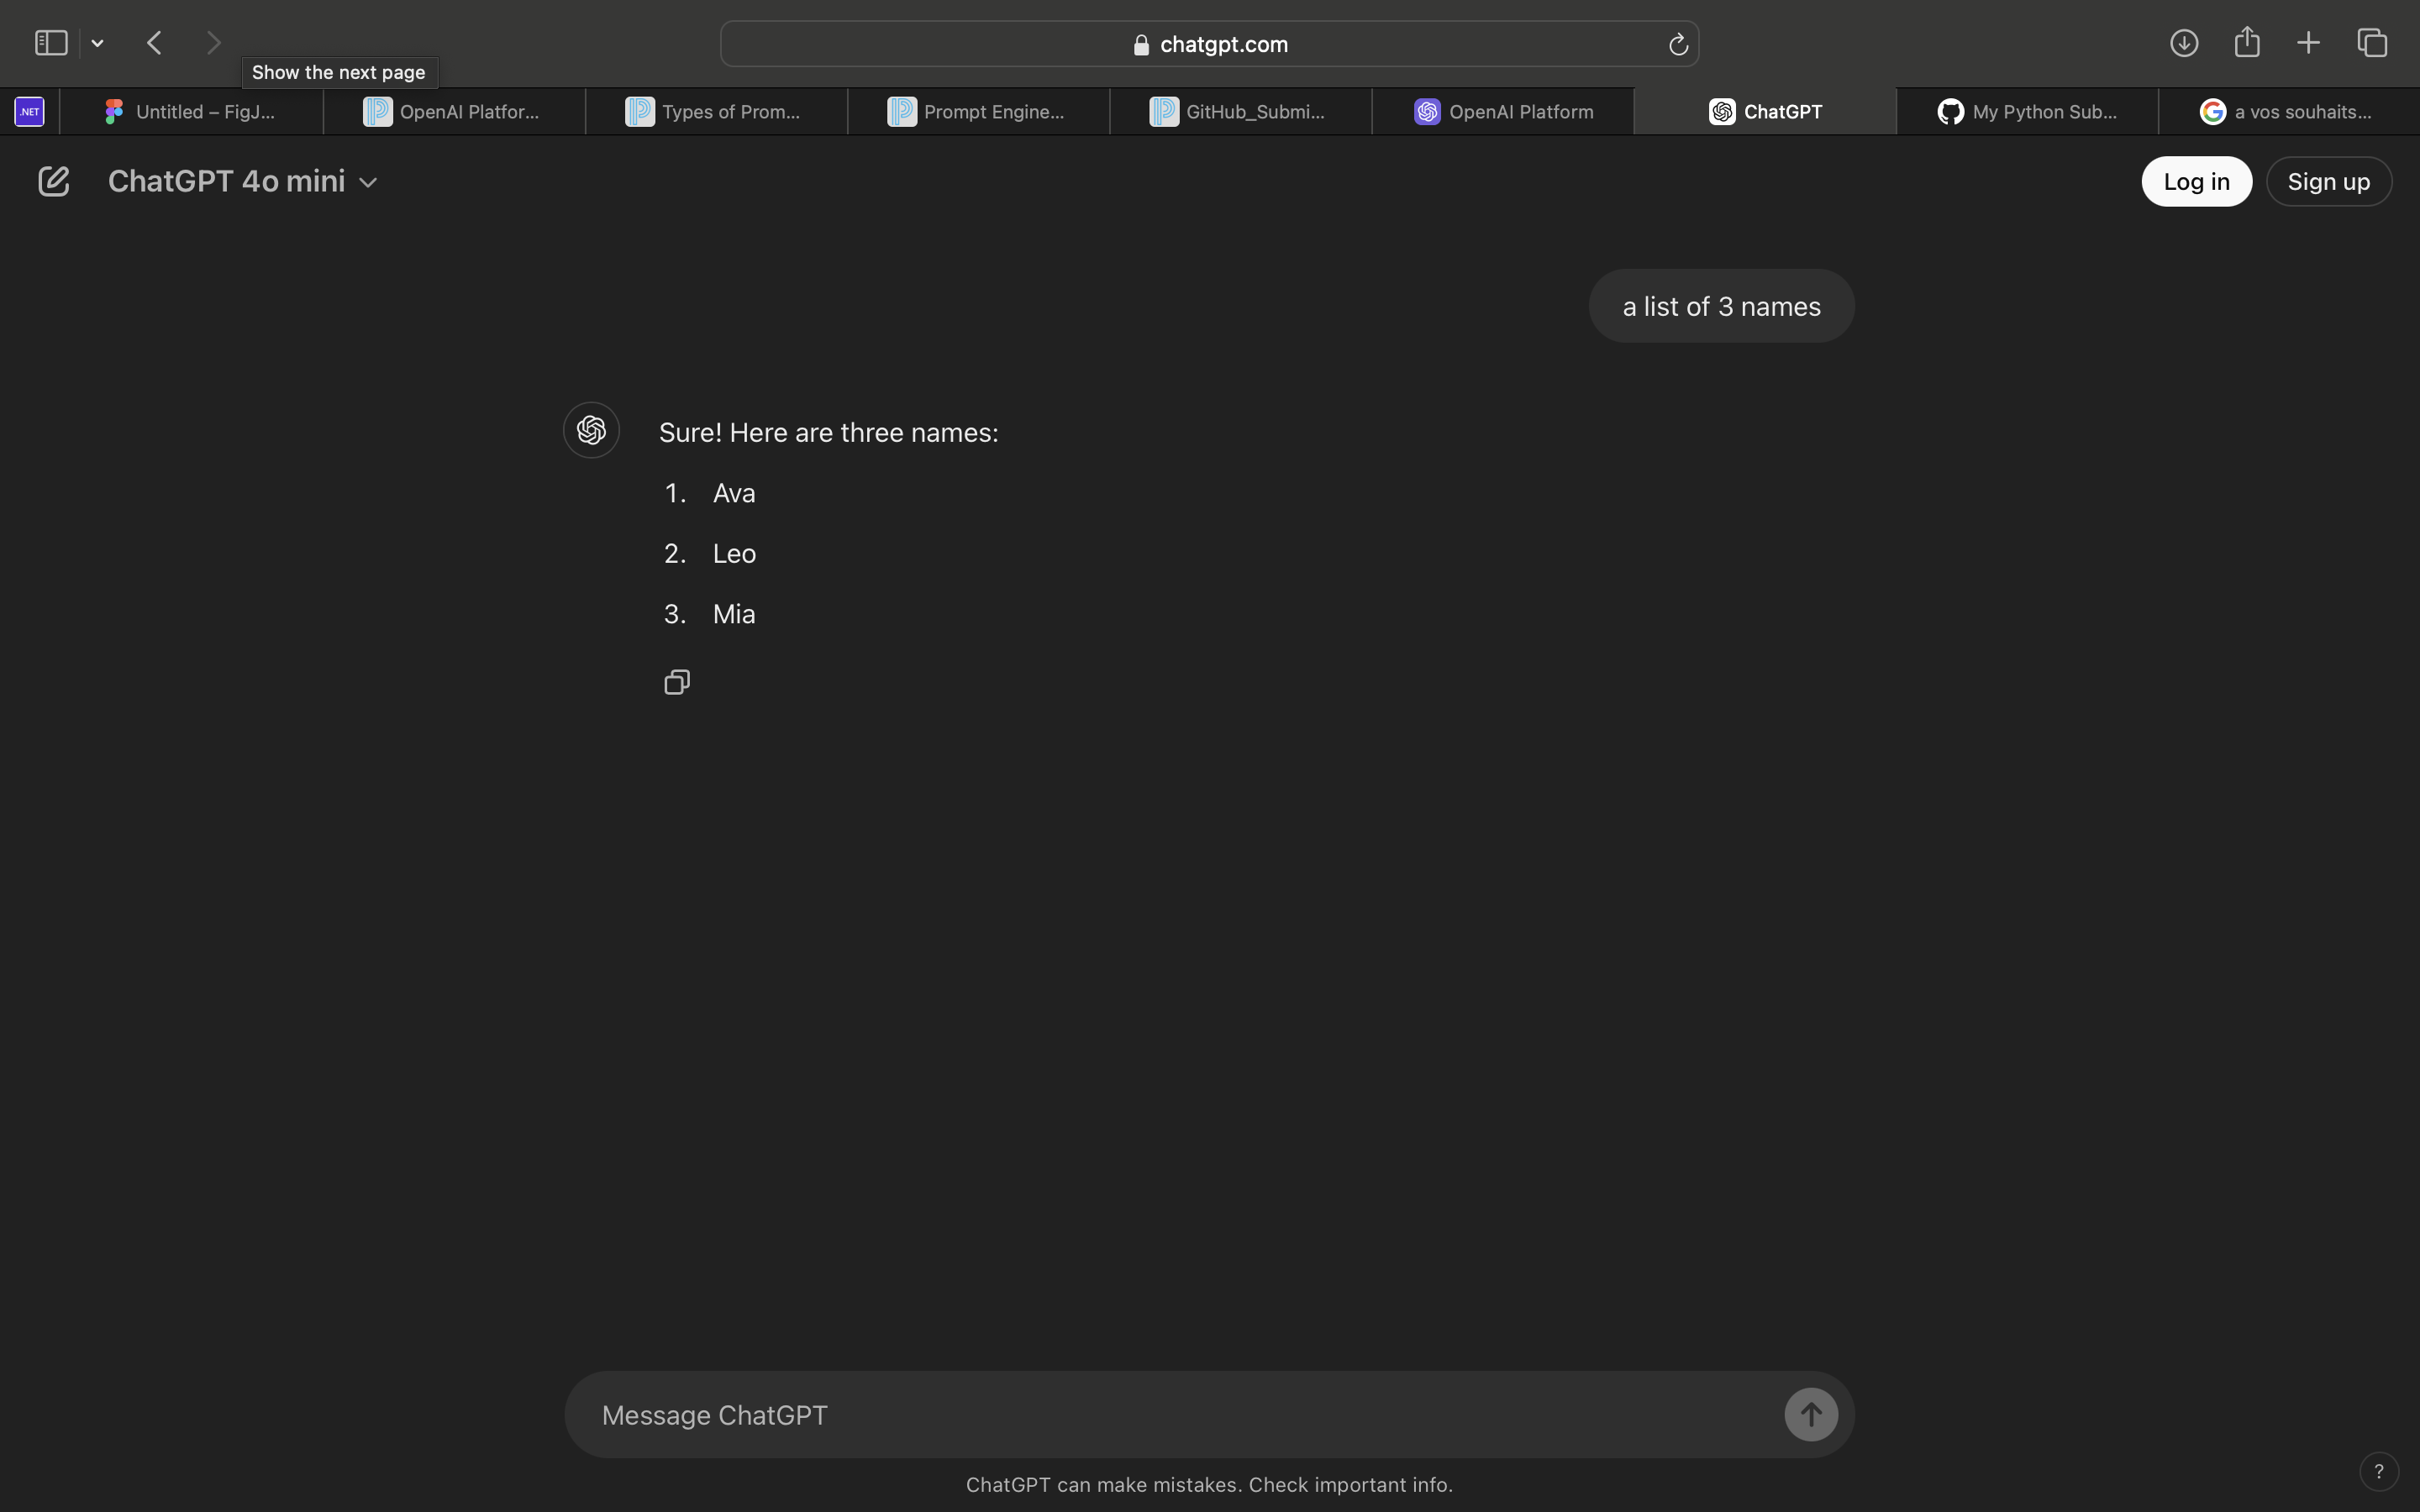 chatgpt.com
Show the next page
.NET
Untitled – FigJ...
OpenAI Platfor...
Types of Prom...
Prompt Engine...
GitHub_Submi...
OpenAI Platform
ChatGPT
My Python Sub...
a vos souhaits...
ChatGPT 4o mini
Log in
Sign up
a list of 3 names
Sure! Here are three names:
1. Ava
2. Leo
3. Mia
Message ChatGPT
ChatGPT can make mistakes. Check important info.
?